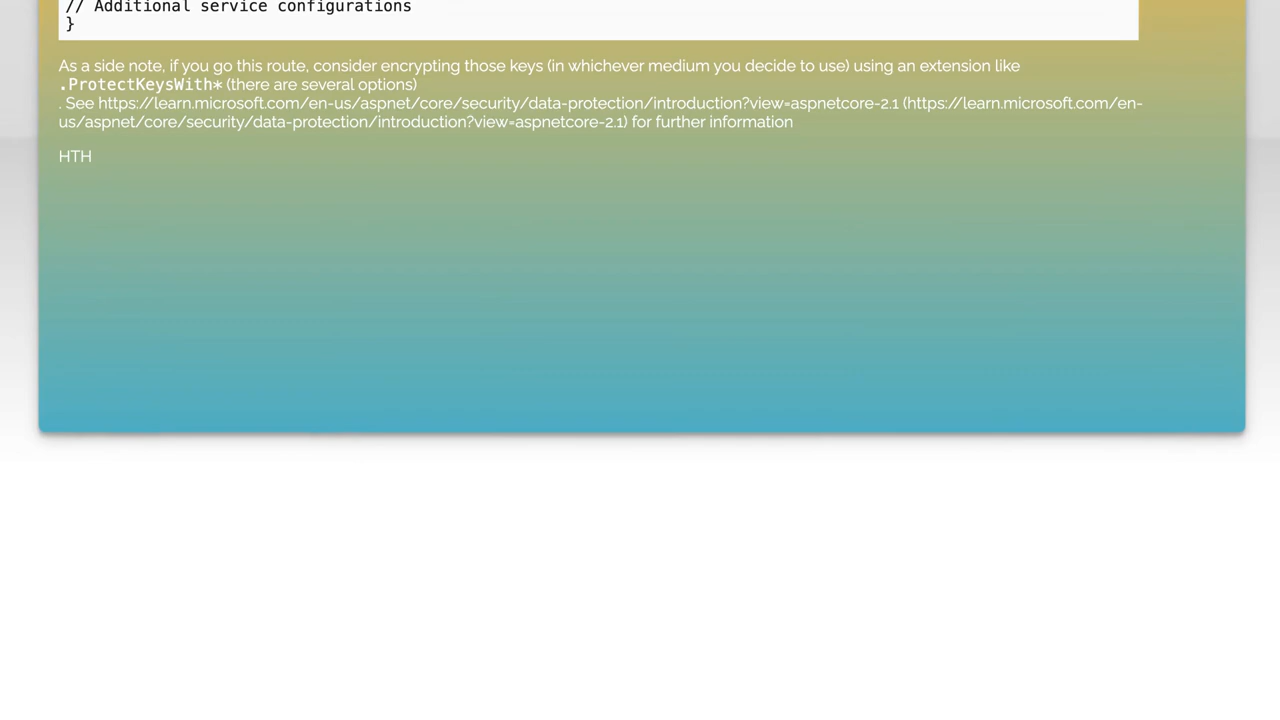 // Additional service configurations
}
As a side note, if you go this route, consider encrypting those keys (in whichever medium you decide to use) using an extension like
.ProtectKeysWith* (there are several options)
. See https://learn.microsoft.com/en-us/aspnet/core/security/data-protection/introduction?view=aspnetcore-2.1 (https://learn.microsoft.com/en-
us/aspnet/core/security/data-protection/introduction?view=aspnetcore-2.1) for further information
HTH